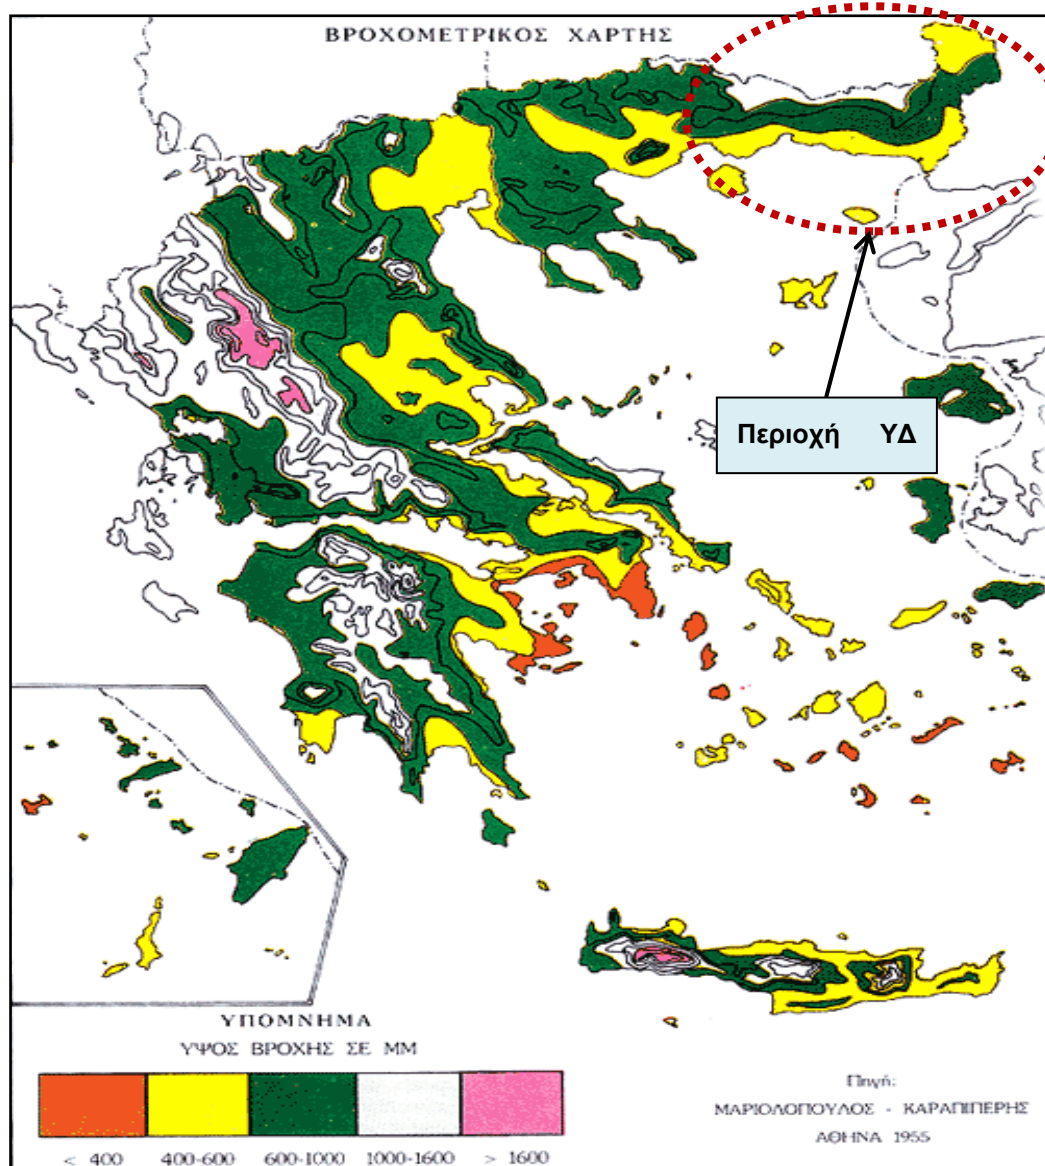 ΒΡΟΧΟΜΕΤΡΙΚΟΣ ΧΑΡΤΗΣ
Περιοχή ΥΔ
ΥΠΟΜΝΗΜΑ
ΥΨΟΣ ΒΡΟΧΗΣ ΣΕ ΜΜ
< 400 400-600 600-1000 1000-1600 > 1600
Πηγή:
ΜΑΡΙΟΛΟΠΟΥΛΟΣ - ΚΑΡΑΠΙΠΕΡΗΣ
ΑΘΗΝΑ 1955